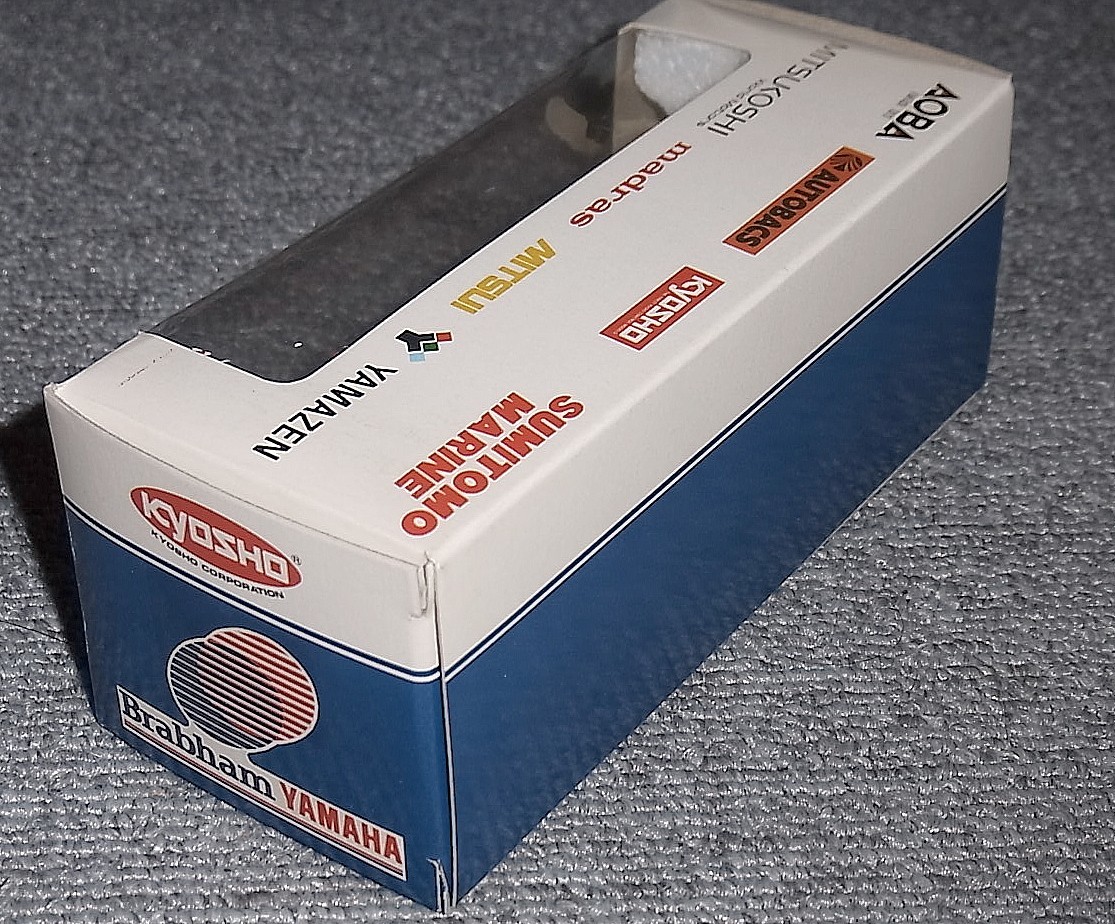 MITSUKOSHI
AOBA
madras
AUTOBACS
MITSUI
KYOSHO
YAMAZEN
SUMITOMO
MARINE
KYOSHO®
KYOSHO CORPORATION
Brabham YAMAHA